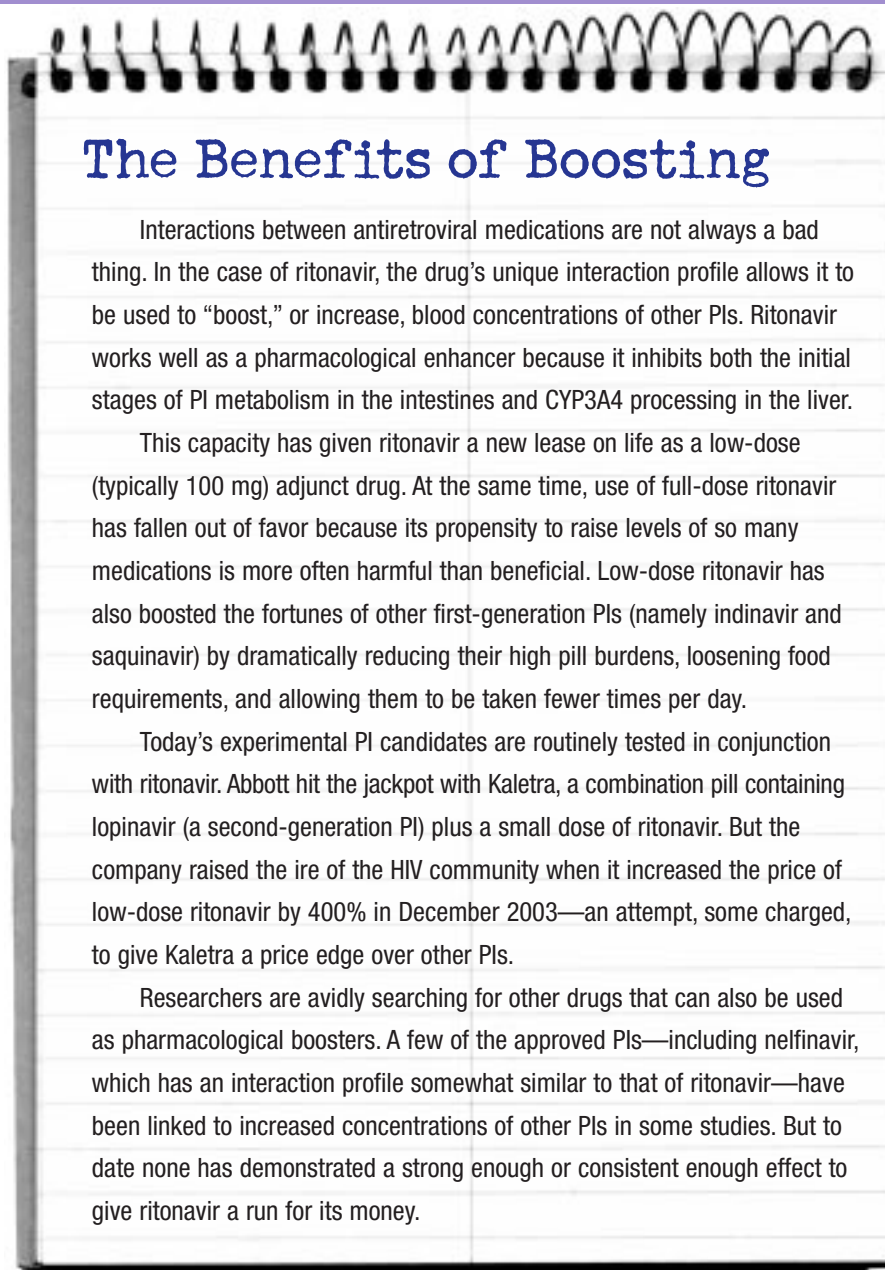 The Benefits of Boosting
Interactions between antiretroviral medications are not always a bad
thing. In the case of ritonavir, the drug's unique interaction profile allows it to
be used to “boost,” or increase, blood concentrations of other PIs. Ritonavir
works well as a pharmacological enhancer because it inhibits both the initial
stages of PI metabolism in the intestines and CYP3A4 processing in the liver.
This capacity has given ritonavir a new lease on life as a low-dose
(typically 100 mg) adjunct drug. At the same time, use of full-dose ritonavir
has fallen out of favor because its propensity to raise levels of so many
medications is more often harmful than beneficial. Low-dose ritonavir has
also boosted the fortunes of other first-generation PIs (namely indinavir and
saquinavir) by dramatically reducing their high pill burdens, loosening food
requirements, and allowing them to be taken fewer times per day.
Today's experimental PI candidates are routinely tested in conjunction
with ritonavir. Abbott hit the jackpot with Kaletra, a combination pill containing
lopinavir (a second-generation PI) plus a small dose of ritonavir. But the
company raised the ire of the HIV community when it increased the price of
low-dose ritonavir by 400% in December 2003—an attempt, some charged,
to give Kaletra a price edge over other PIs.
Researchers are avidly searching for other drugs that can also be used
as pharmacological boosters. A few of the approved PIs—including nelfinavir,
which has an interaction profile somewhat similar to that of ritonavir—have
been linked to increased concentrations of other PIs in some studies. But to
date none has demonstrated a strong enough or consistent enough effect to
give ritonavir a run for its money.